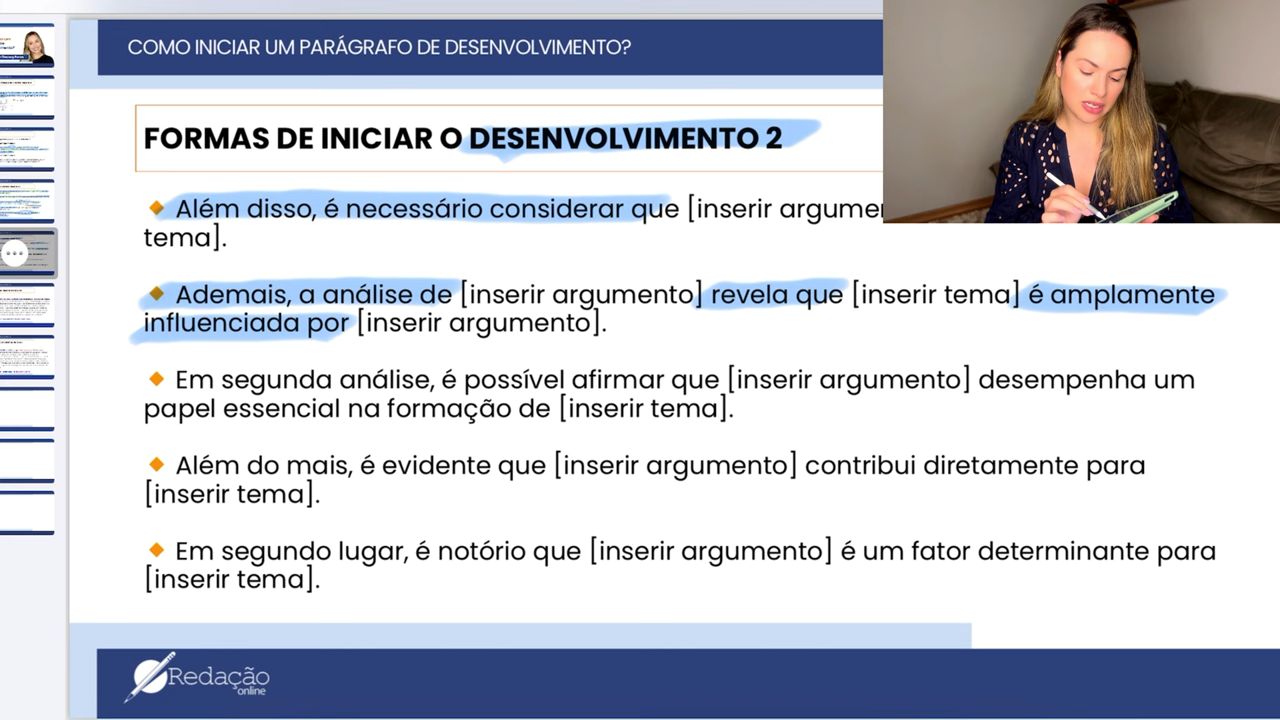 COMO INICIAR UM PARÁGRAFO DE DESENVOLVIMENTO?
FORMAS DE INICIAR O DESENVOLVIMENTO 2
🔸 Além disso, é necessário considerar que [inserir
tema].
🔸 Ademais, a análise de [inserir argumento] revela que [inserir tema] é amplamente
influenciada por [inserir argumento].
🔸 Em segunda análise, é possível afirmar que [inserir argumento] desempenha um
papel essencial na formação de [inserir tema].
🔸 Além do mais, é evidente que [inserir argumento] contribui diretamente para
[inserir tema].
🔸 Em segundo lugar, é notório que [inserir argumento] é um fator determinante para
[inserir tema].
Redação
online